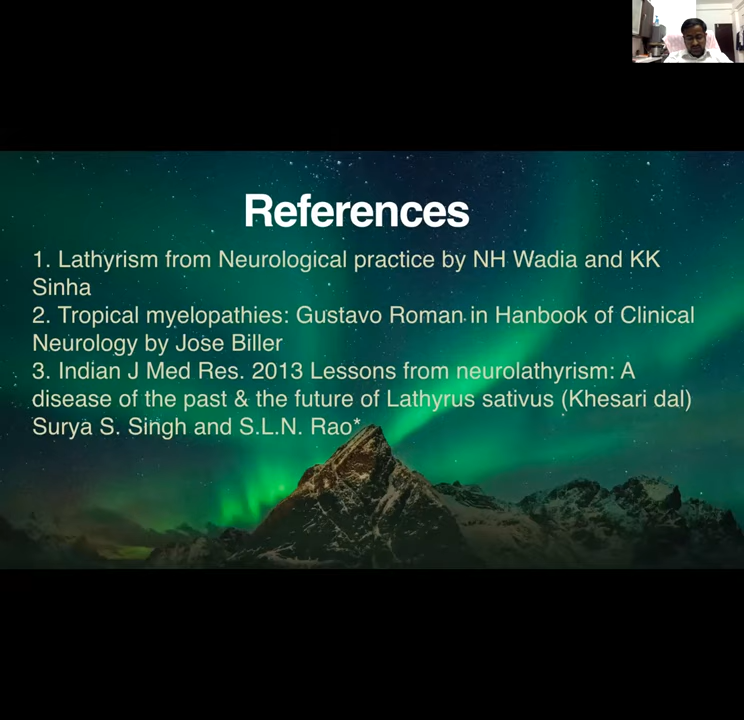 References
1. Lathyrism from Neurological practice by NH Wadia and KK
Sinha
2. Tropical myelopathies: Gustavo Roman in Hanbook of Clinical
Neurology by Jose Biller
3. Indian J Med Res. 2013 Lessons from neurolathyrism: A
disease of the past & the future of Lathyrus sativus (Khesari dal)
Surya S. Singh and S.L.N. Rao*